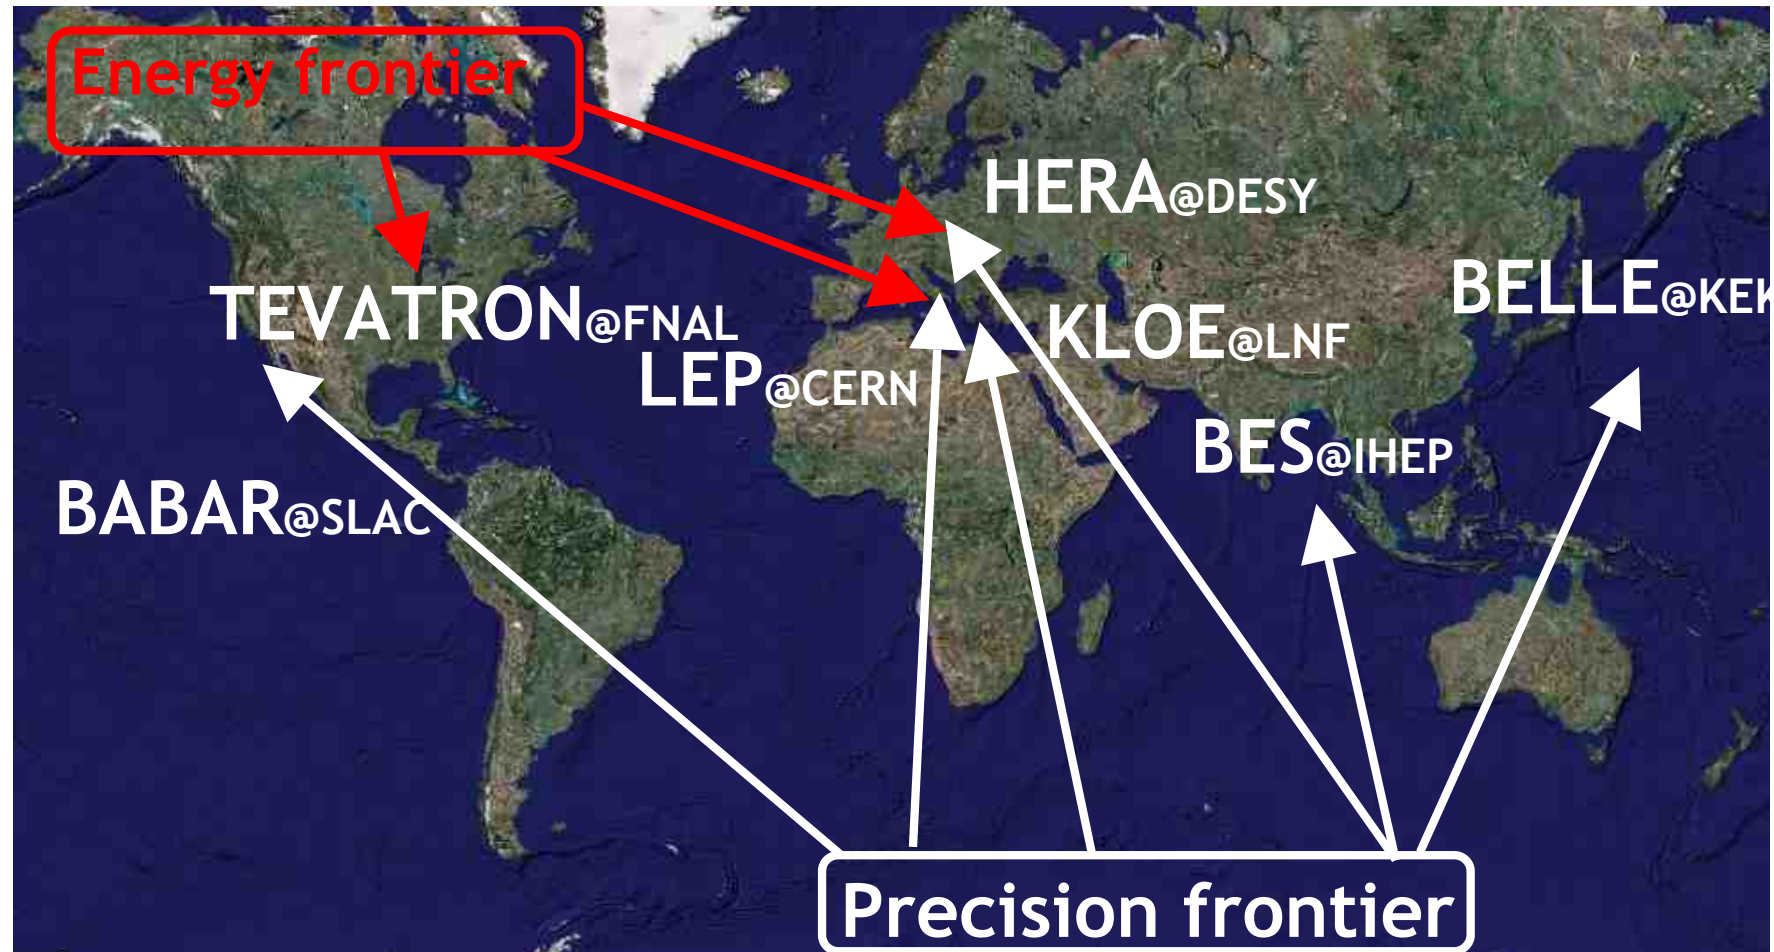 Energy frontier
HERA@DESY
TEVATRON@FNAL
BELLE@KEK
KLOE@LNF
LEP@CERN
BES@IHEP
BABAR@SLAC
Precision frontier